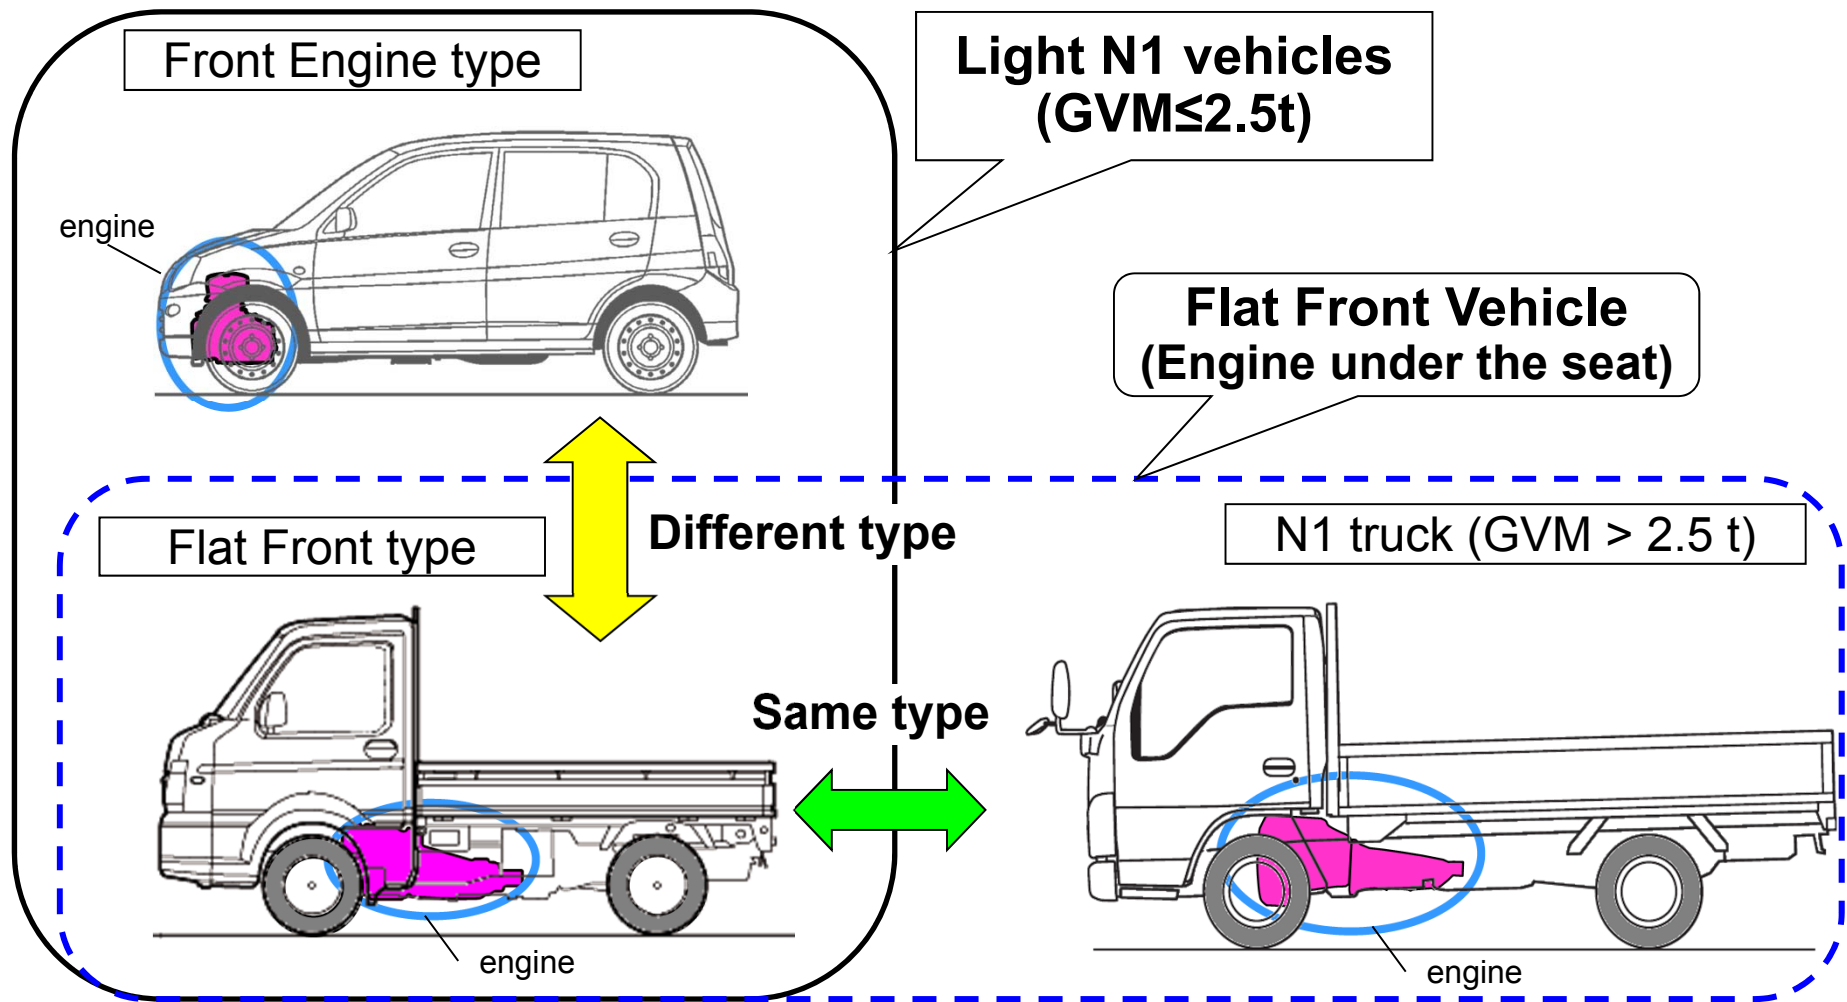 Front Engine type
Light N1 vehicles
(GVM≤2.5t)
engine
Flat Front Vehicle
(Engine under the seat)
Flat Front type
Different type
N1 truck (GVM > 2.5 t)
Same type
engine
engine